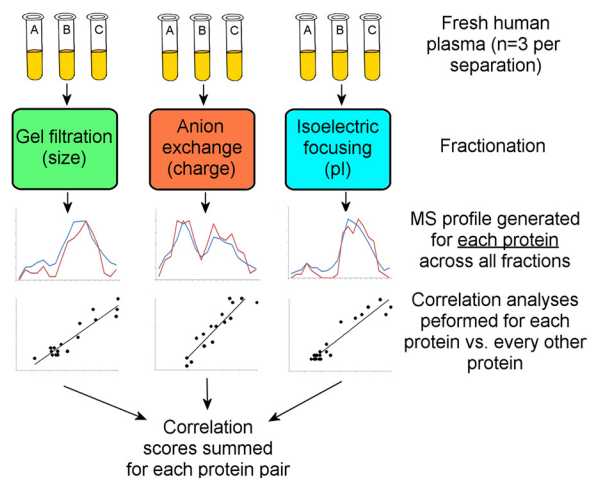 A B C
A B C
A B C
Fresh human
plasma (n=3 per
separation)
Gel filtration
(size)
Anion
exchange
(charge)
Isoelectric
focusing
(pI)
Fractionation
MS profile generated
for each protein
across all fractions
Correlation analyses
peformed for each
protein vs. every other
protein
Correlation
scores summed
for each protein pair